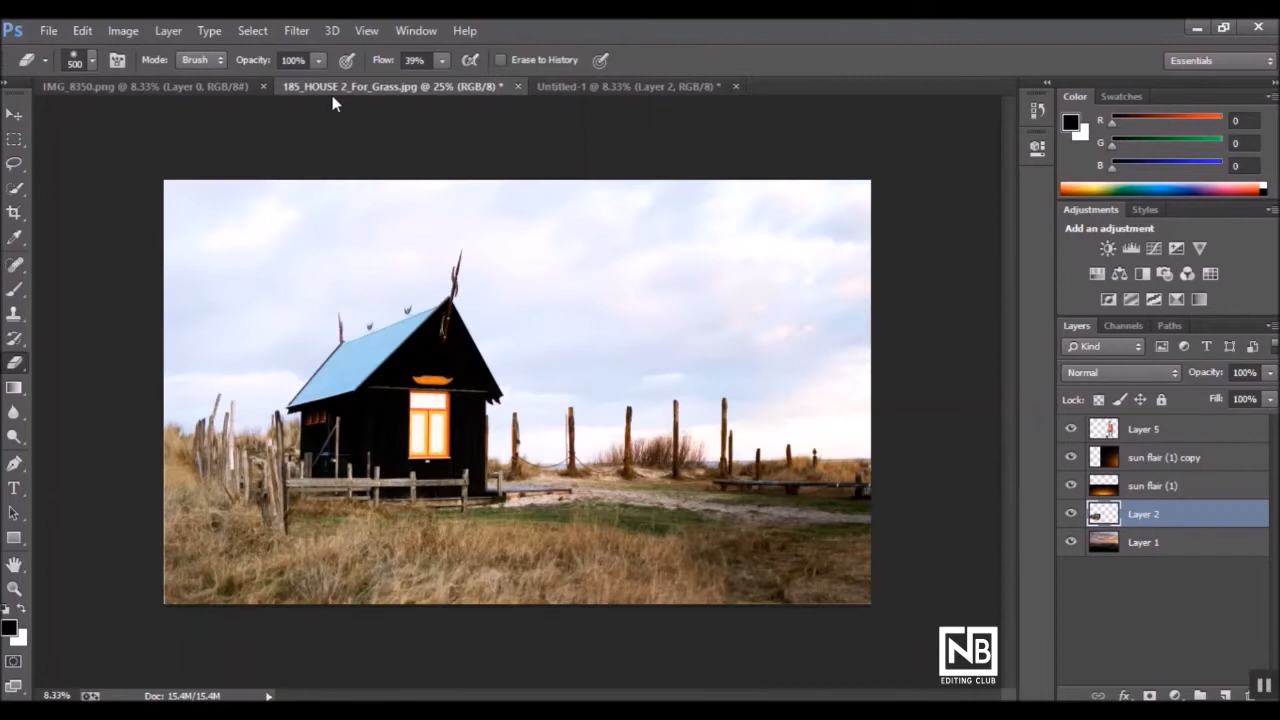 Ps File Edit Image Layer Type Select Filter 3D View Window Help
500 Mode: Brush Opacity: 100% Flow: 39% Erase to History Essentials
IMG_8350.png @ 8.33% (Layer 0, RGB/8#) × 185_HOUSE 2_For_Grass.jpg @ 25% (RGB/8) * × Untitled-1 @ 8.33% (Layer 2, RGB/8) * ×
Color Swatches
R 0
G 0
B 0
Adjustments Styles
Add an adjustment
Layers Channels Paths
Kind
Normal Opacity: 100%
Lock: Fill: 100%
Layer 5
sun flair (1) copy
sun flair (1)
Layer 2
Layer 1
NB
EDITING CLUB
8.33% Doc: 15.4M/15.4M
fx